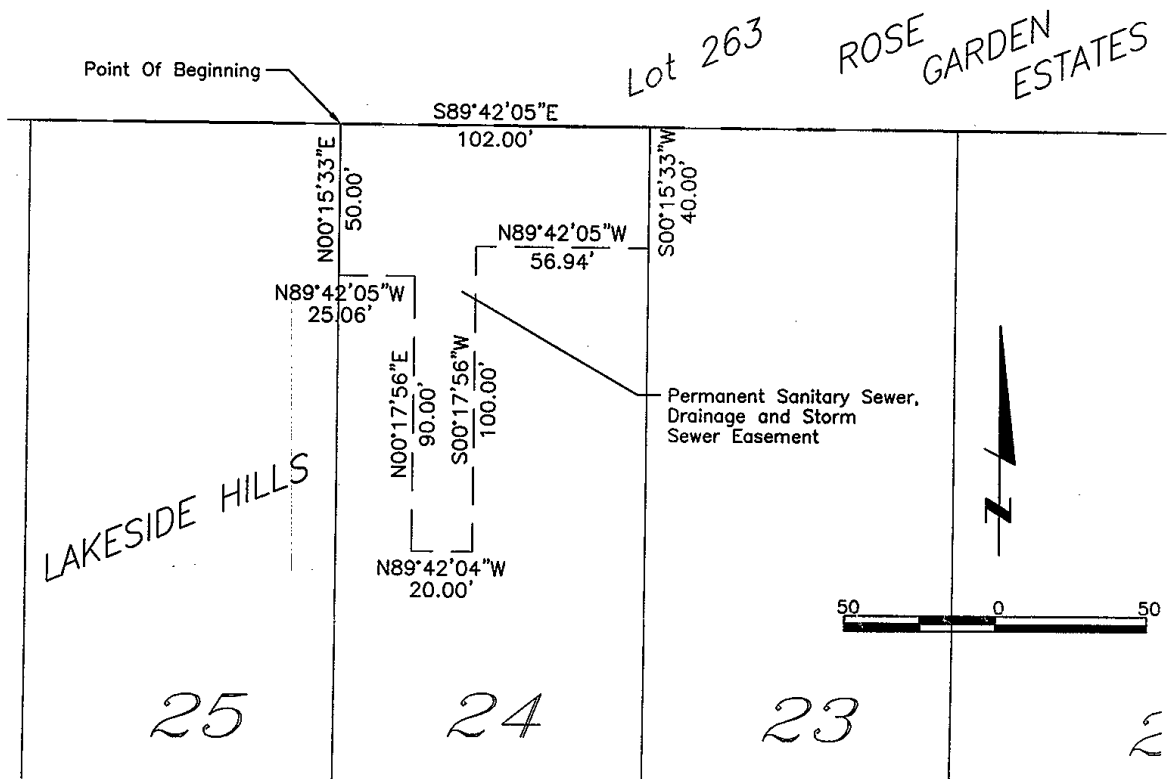 Lot 263
ROSE
GARDEN
ESTATES
Point Of Beginning
S89°42'05"E
102.00'
N00°15'33"E
50.00'
S00°15'33"W
40.00'
N89°42'05"W
56.94'
N89°42'05"W
25.06'
N00°17'56"E
90.00'
S00°17'56"W
100.00'
Permanent Sanitary Sewer,
Drainage and Storm
Sewer Easement
LAKESIDE HILLS
N89°42'04"W
20.00'
N
50 0 50
25 24 23 2